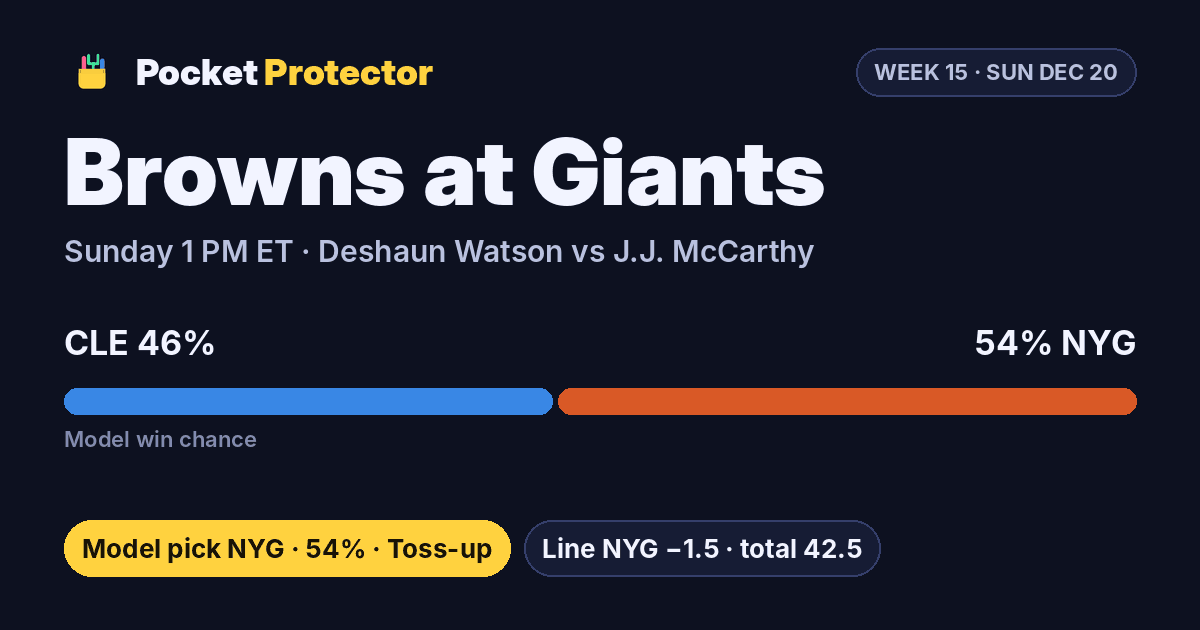 Pocket Protector
WEEK 15 · SUN DEC 20
Browns at Giants
Sunday 1 PM ET · Deshaun Watson vs J.J. McCarthy
CLE 46%
54% NYG
Model win chance
Model pick NYG · 54% · Toss-up
Line NYG −1.5 · total 42.5